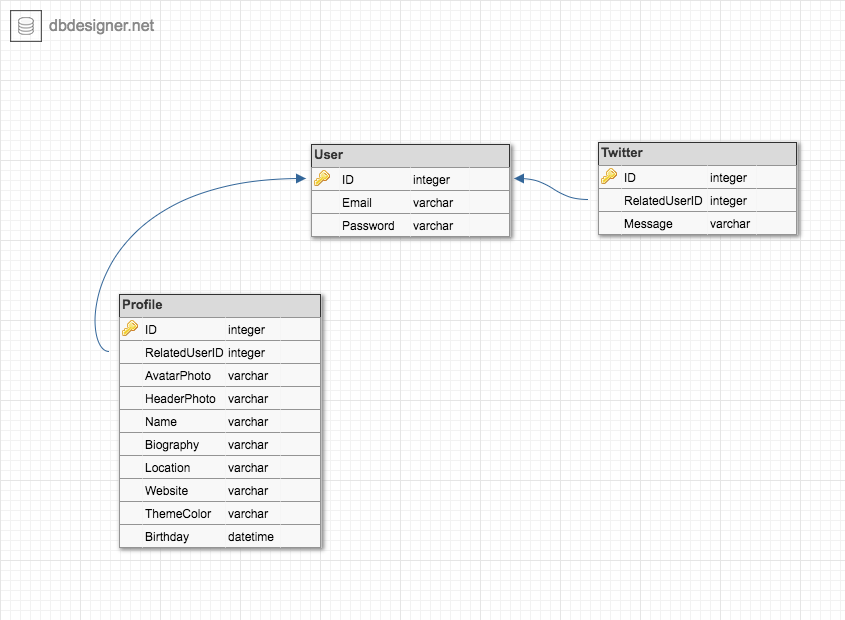 dbdesigner.net
User
ID integer
Email varchar
Password varchar
Twitter
ID integer
RelatedUserID integer
Message varchar
Profile
ID integer
RelatedUserID integer
AvatarPhoto varchar
HeaderPhoto varchar
Name varchar
Biography varchar
Location varchar
Website varchar
ThemeColor varchar
Birthday datetime